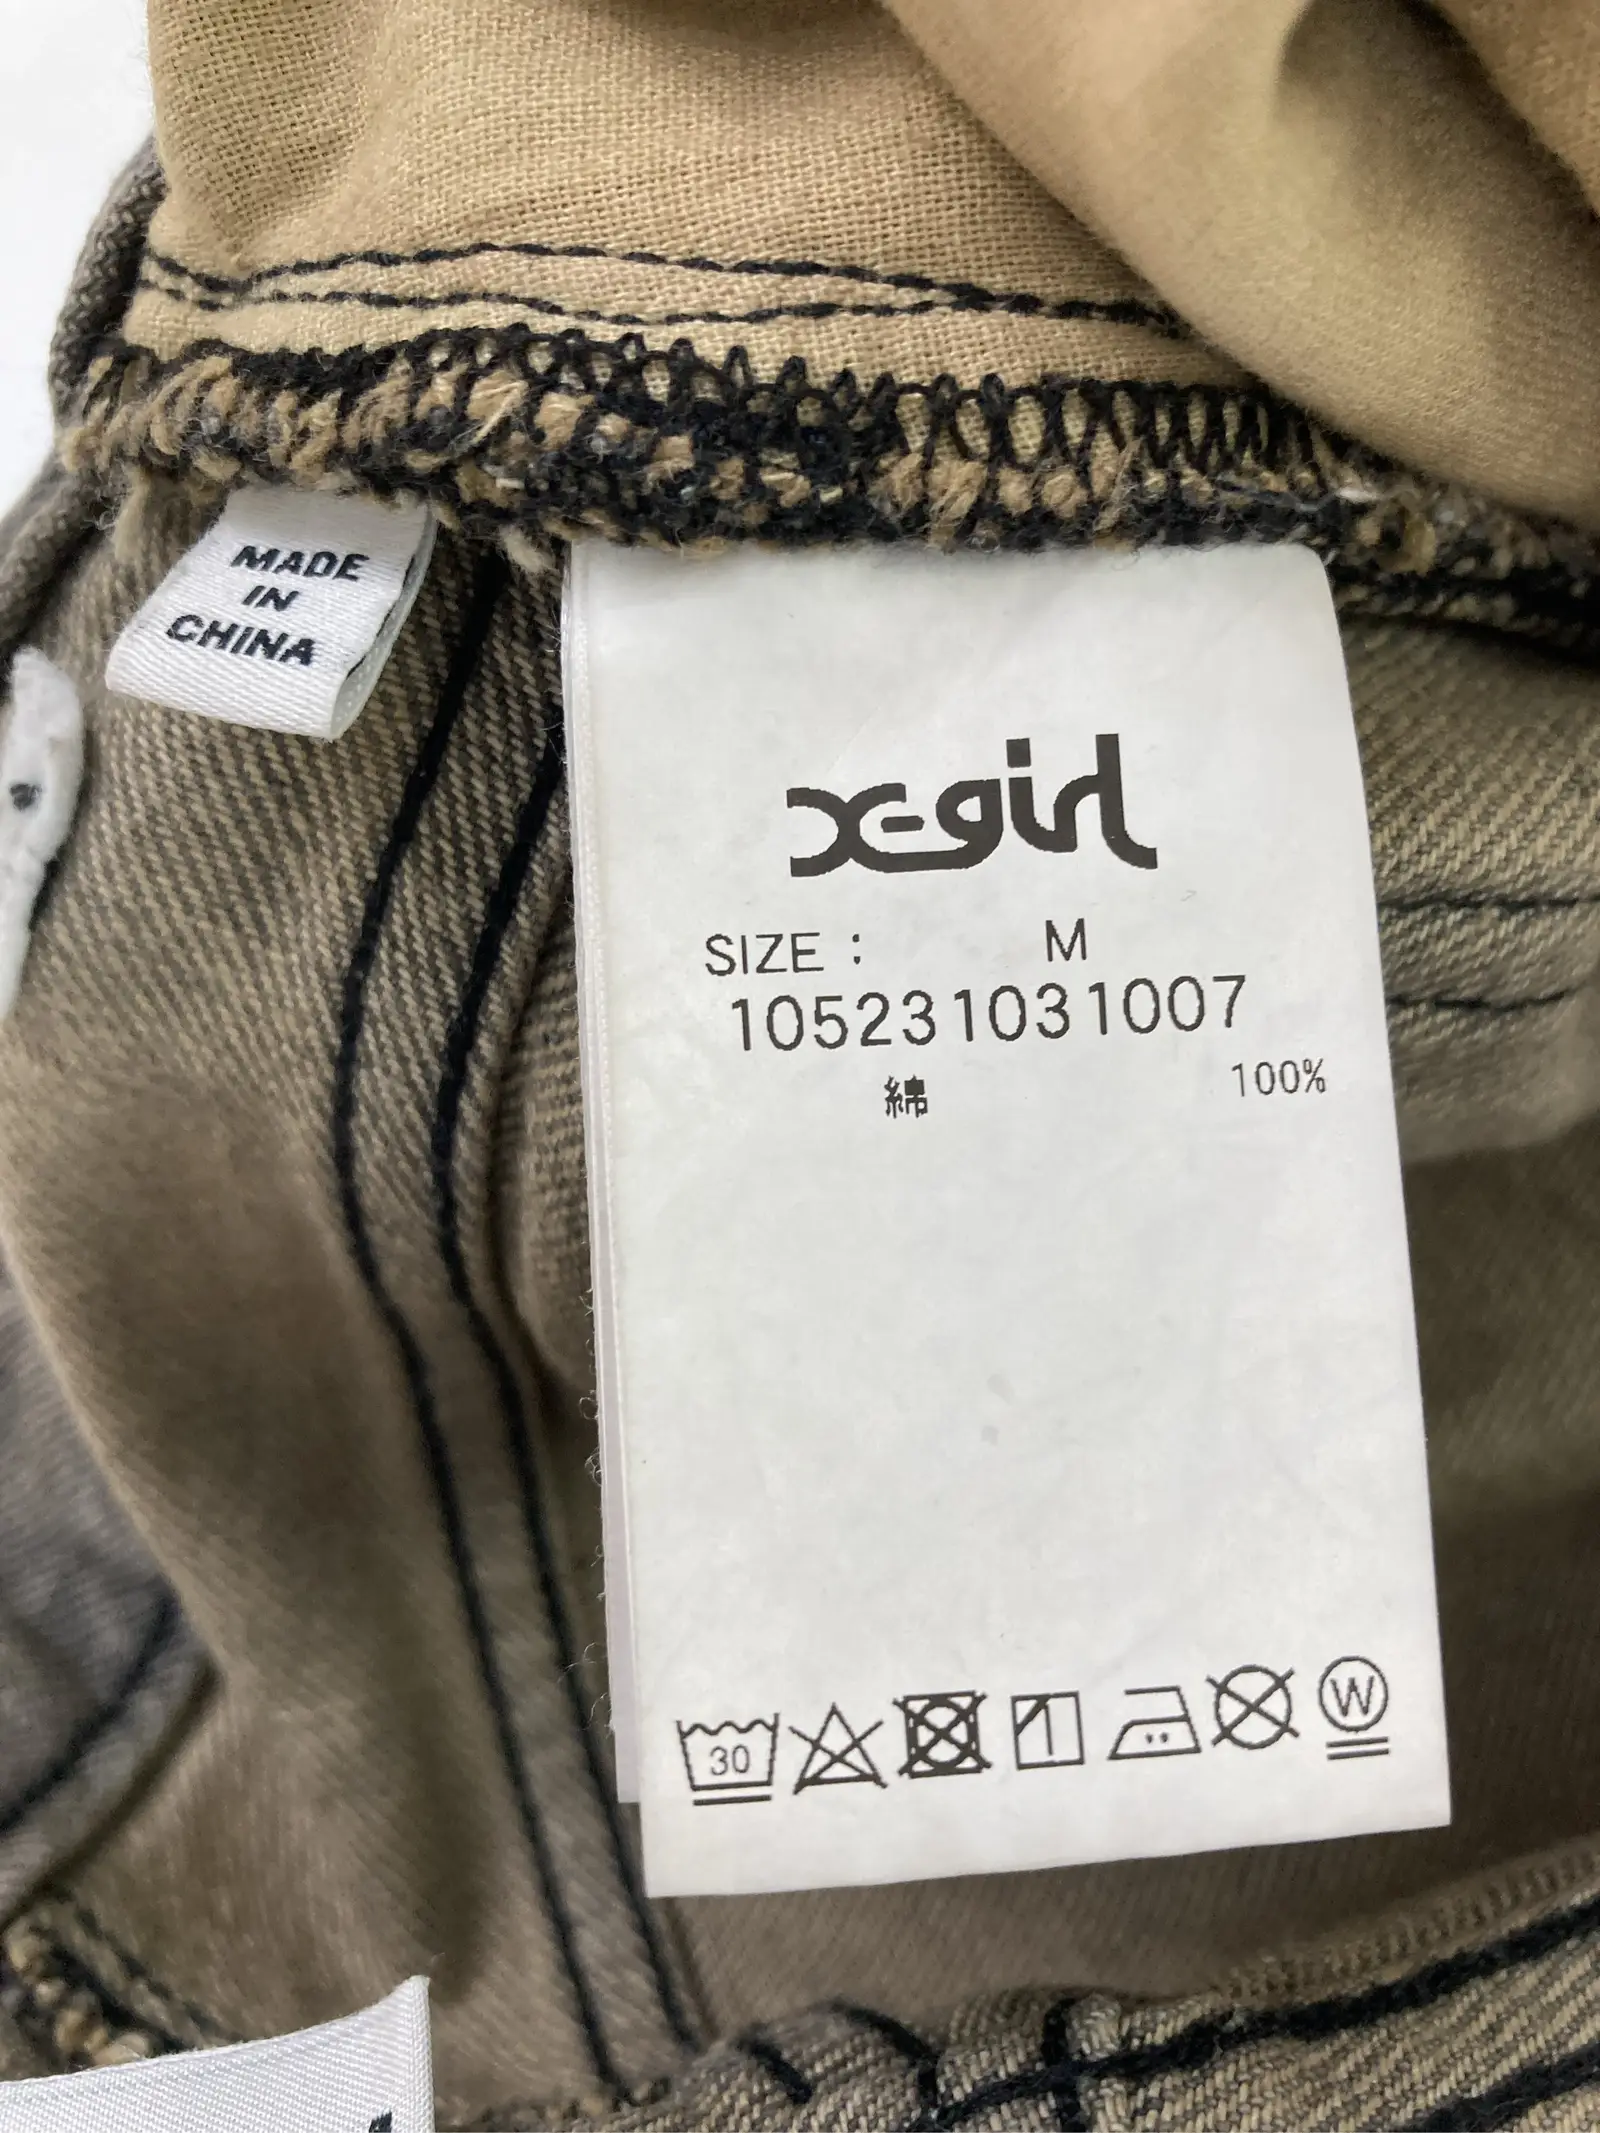 MADE
IN
CHINA
X-girl
SIZE : M
105231031007
綿 100%
30
W